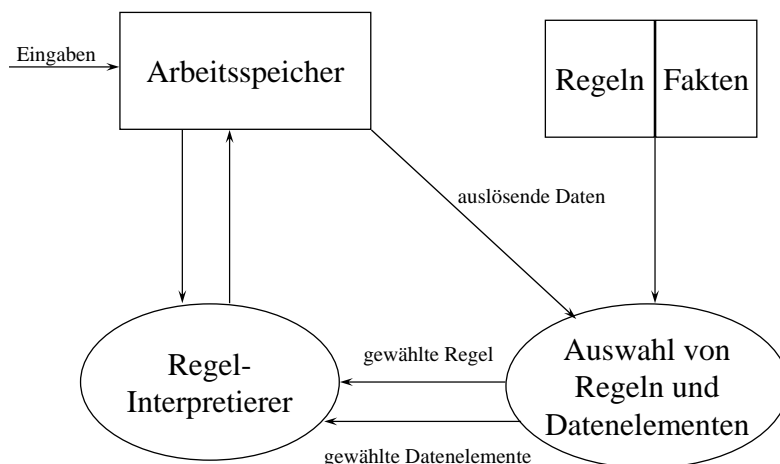 Eingaben
Arbeitsspeicher
Regeln
Fakten
auslösende Daten
Regel-
Interpretierer
gewählte Regel
gewählte Datenelemente
Auswahl von
Regeln und
Datenelementen